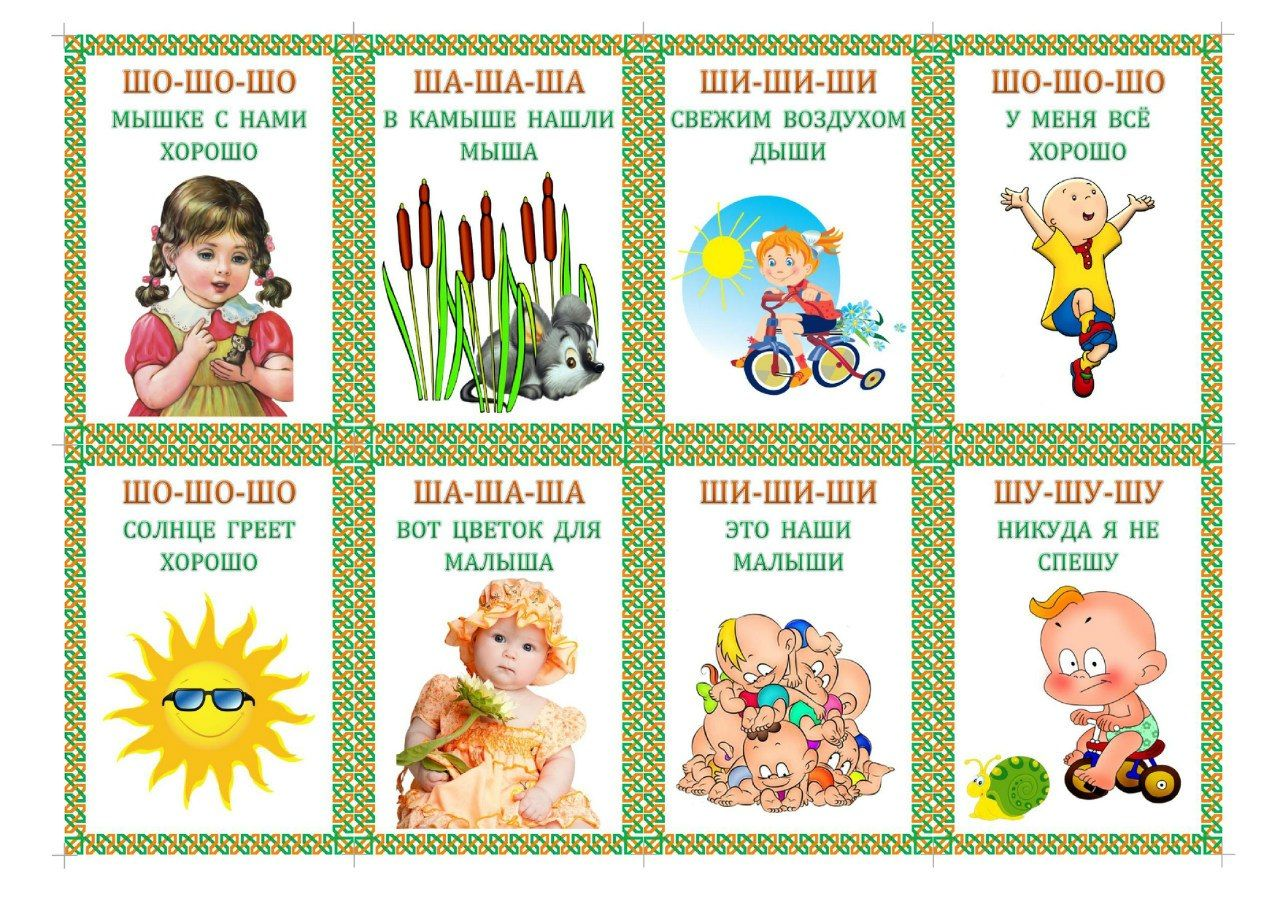 ШО-ШО-ШО
МЫШКЕ С НАМИ
ХОРОШО
ША-ША-ША
В КАМЫШЕ НАШЛИ
МЫША
ШИ-ШИ-ШИ
СВЕЖИМ ВОЗДУХОМ
ДЫШИ
ШО-ШО-ШО
У МЕНЯ ВСЁ
ХОРОШО
ШО-ШО-ШО
СОЛНЦЕ ГРЕЕТ
ХОРОШО
ША-ША-ША
ВОТ ЦВЕТОК ДЛЯ
МАЛЫША
ШИ-ШИ-ШИ
ЭТО НАШИ
МАЛЫШИ
ШУ-ШУ-ШУ
НИКУДА Я НЕ
СПЕШУ